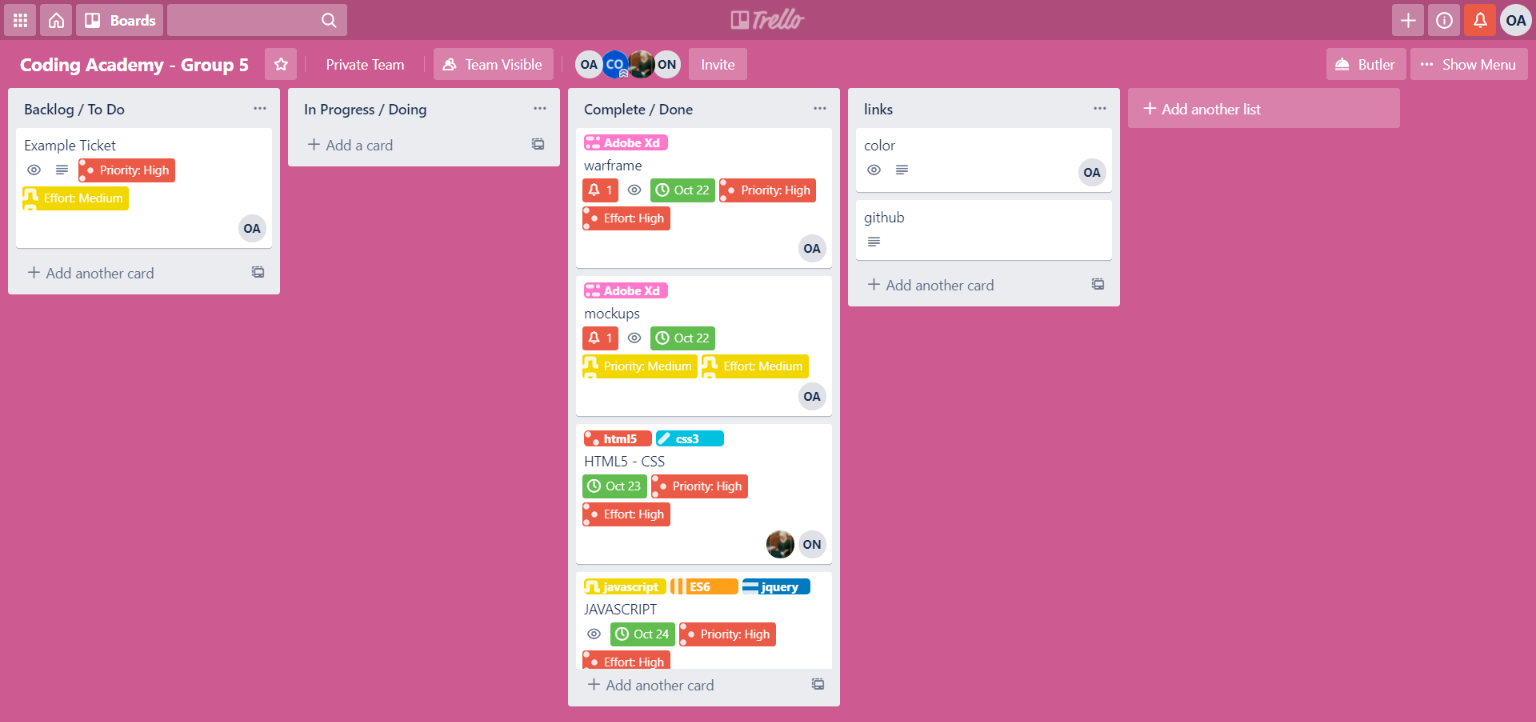 Boards
Trello
OA
Coding Academy - Group 5
Private Team
Team Visible
OA
CO
ON
Invite
Butler
Show Menu
Backlog / To Do
Example Ticket
Priority: High
Effort: Medium
OA
Add another card
In Progress / Doing
Add a card
Complete / Done
Adobe Xd
warframe
1
Oct 22
Priority: High
Effort: High
OA
Adobe Xd
mockups
1
Oct 22
Priority: Medium
Effort: Medium
OA
html5
css3
HTML5 - CSS
Oct 23
Priority: High
Effort: High
ON
javascript
ES6
jquery
JAVASCRIPT
Oct 24
Priority: High
Effort: High
Add another card
links
color
OA
github
Add another card
Add another list